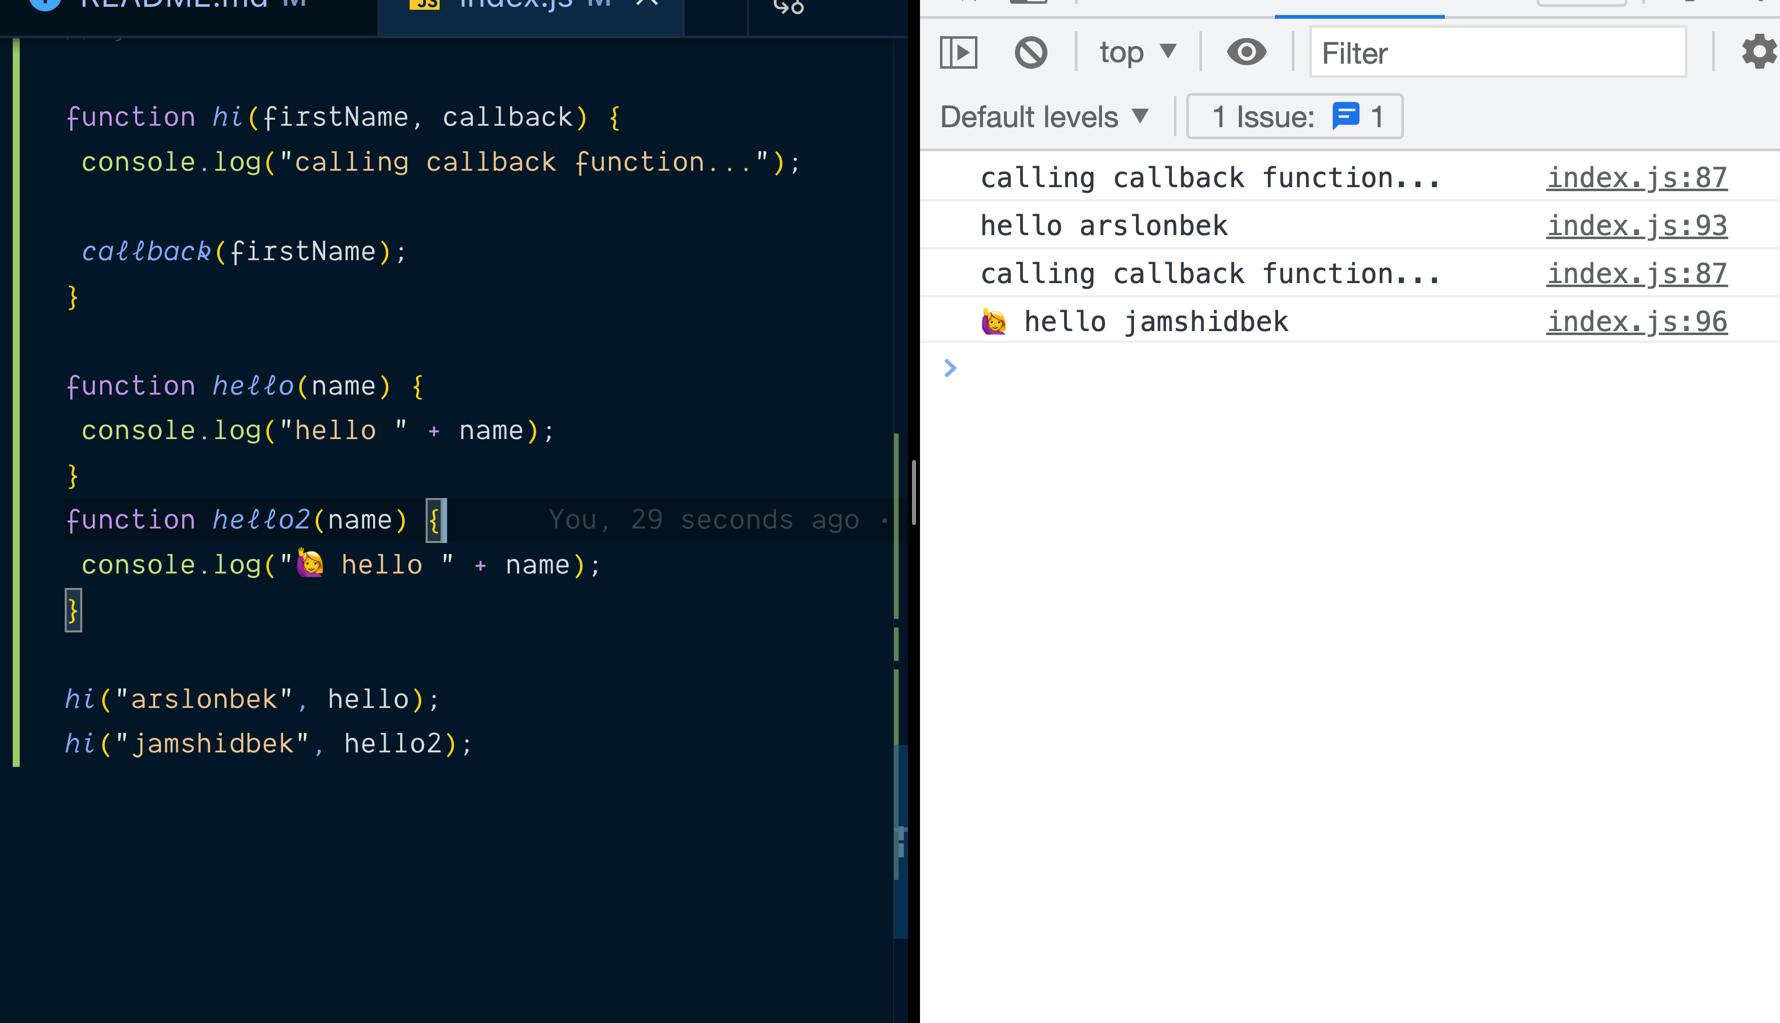 README.md M
JS index.js M
function hi(firstName, callback) {
console.log("calling callback function...");
callback(firstName);
}
function hello(name) {
console.log("hello " + name);
}
function hello2(name) { You, 29 seconds ago ·
console.log("🙋 hello " + name);
}
hi("arslonbek", hello);
hi("jamshidbek", hello2);
top ▼ Filter
Default levels ▼ 1 Issue: 1
calling callback function... index.js:87
hello arslonbek index.js:93
calling callback function... index.js:87
🙋 hello jamshidbek index.js:96
>